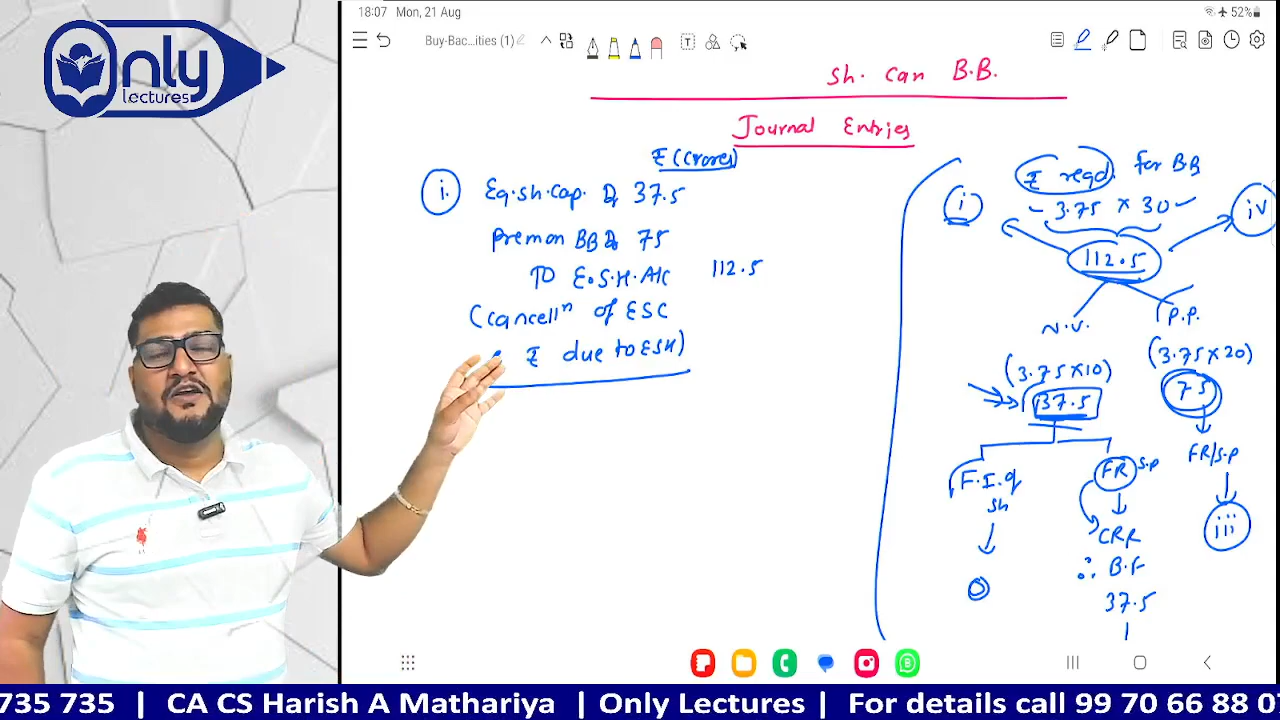 Only
Lectures
18:07 Mon, 21 Aug
52%
Buy-Bac...ities (1)
Sh. Can B.B.
Journal Entries
₹ (Crores)
i. Eq.sh.cap. Dr 37.5
Prem on BB Dr 75
To E.S.H. A/c 112.5
(Cancellⁿ of ESC
₹ due to ESH)
₹ reqd. for BB
i - 3.75 × 30 - iv
112.5
N.V. P.P.
(3.75×10) (3.75×20)
37.5 75
F.I. of Sh FR S.P FR/S.P
0 CRR iii
∴ B.F
37.5
735 735 | CA CS Harish A Mathariya | Only Lectures | For details call 99 70 66 88 0